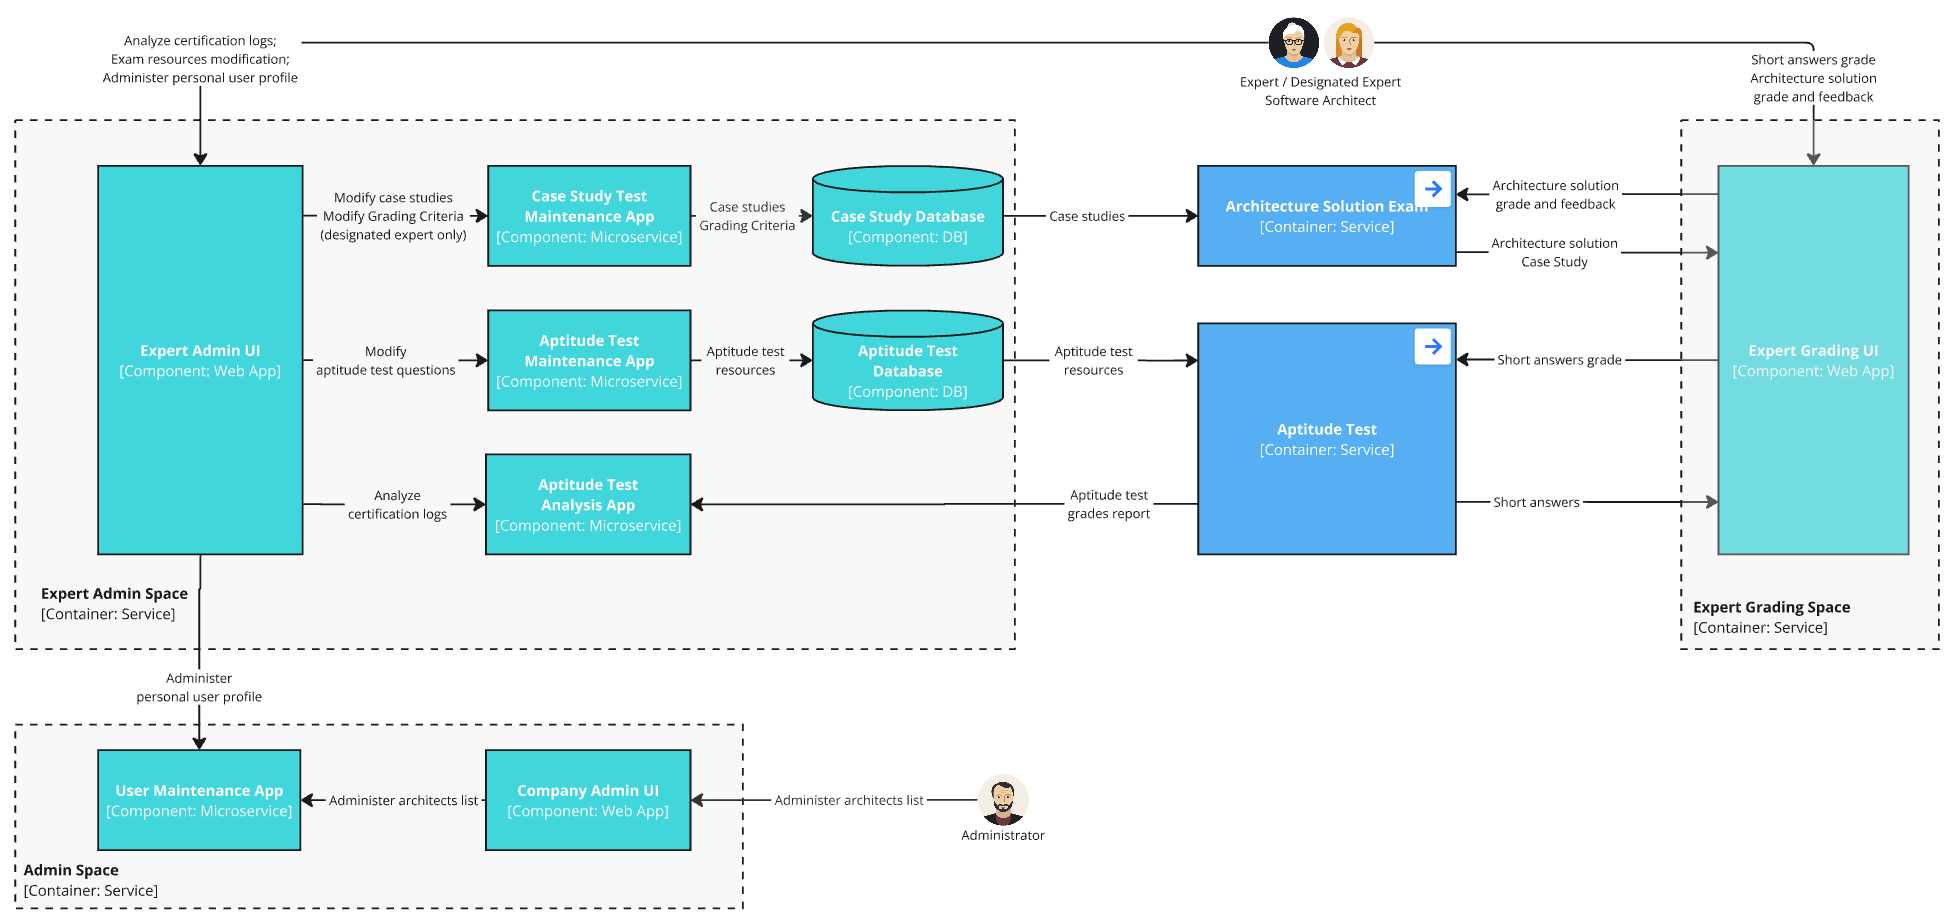 Analyze certification logs;
Exam resources modification;
Administer personal user profile
Expert / Designated Expert
Software Architect
Short answers grade
Architecture solution
grade and feedback
Expert Admin UI
[Component: Web App]
Modify case studies
Modify Grading Criteria
(designated expert only)
Case Study Test
Maintenance App
[Component: Microservice]
Case studies
Grading Criteria
Case Study Database
[Component: DB]
Case studies
Architecture Solution Exam
[Container: Service]
Architecture solution
grade and feedback
Architecture solution
Case Study
Modify
aptitude test questions
Aptitude Test
Maintenance App
[Component: Microservice]
Aptitude test
resources
Aptitude Test
Database
[Component: DB]
Aptitude test
resources
Aptitude Test
[Container: Service]
Short answers grade
Short answers
Expert Grading UI
[Component: Web App]
Analyze
certification logs
Aptitude Test
Analysis App
[Component: Microservice]
Aptitude test
grades report
Expert Admin Space
[Container: Service]
Expert Grading Space
[Container: Service]
Administer
personal user profile
User Maintenance App
[Component: Microservice]
Administer architects list
Company Admin UI
[Component: Web App]
Administer architects list
Administrator
Admin Space
[Container: Service]